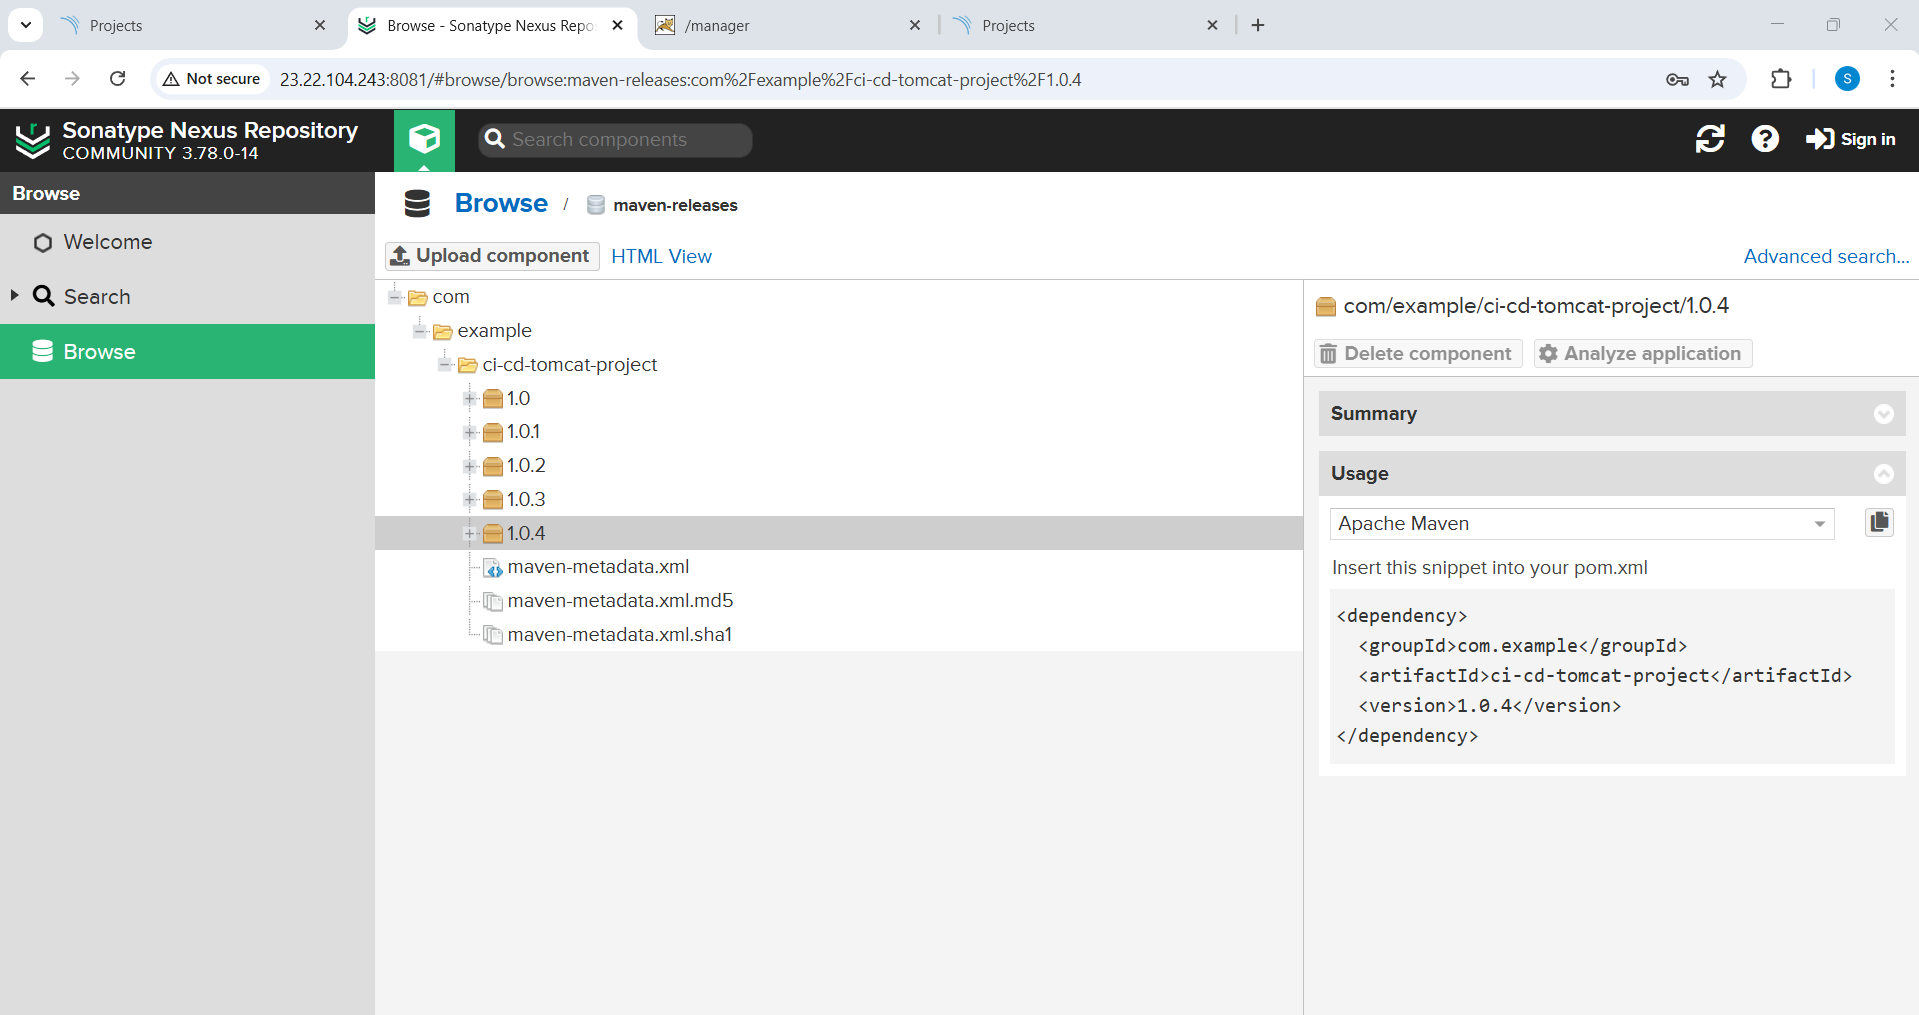 Projects
Browse - Sonatype Nexus Repo
/manager
Projects
Not secure
23.22.104.243:8081/#browse/browse:maven-releases:com%2Fexample%2Fci-cd-tomcat-project%2F1.0.4
S
Sonatype Nexus Repository
COMMUNITY 3.78.0-14
Search components
Sign in
Browse
Welcome
Search
Browse
Browse / maven-releases
Upload component
HTML View
Advanced search...
com
example
ci-cd-tomcat-project
1.0
1.0.1
1.0.2
1.0.3
1.0.4
maven-metadata.xml
maven-metadata.xml.md5
maven-metadata.xml.sha1
com/example/ci-cd-tomcat-project/1.0.4
Delete component
Analyze application
Summary
Usage
Apache Maven
Insert this snippet into your pom.xml
<dependency>
<groupId>com.example</groupId>
<artifactId>ci-cd-tomcat-project</artifactId>
<version>1.0.4</version>
</dependency>